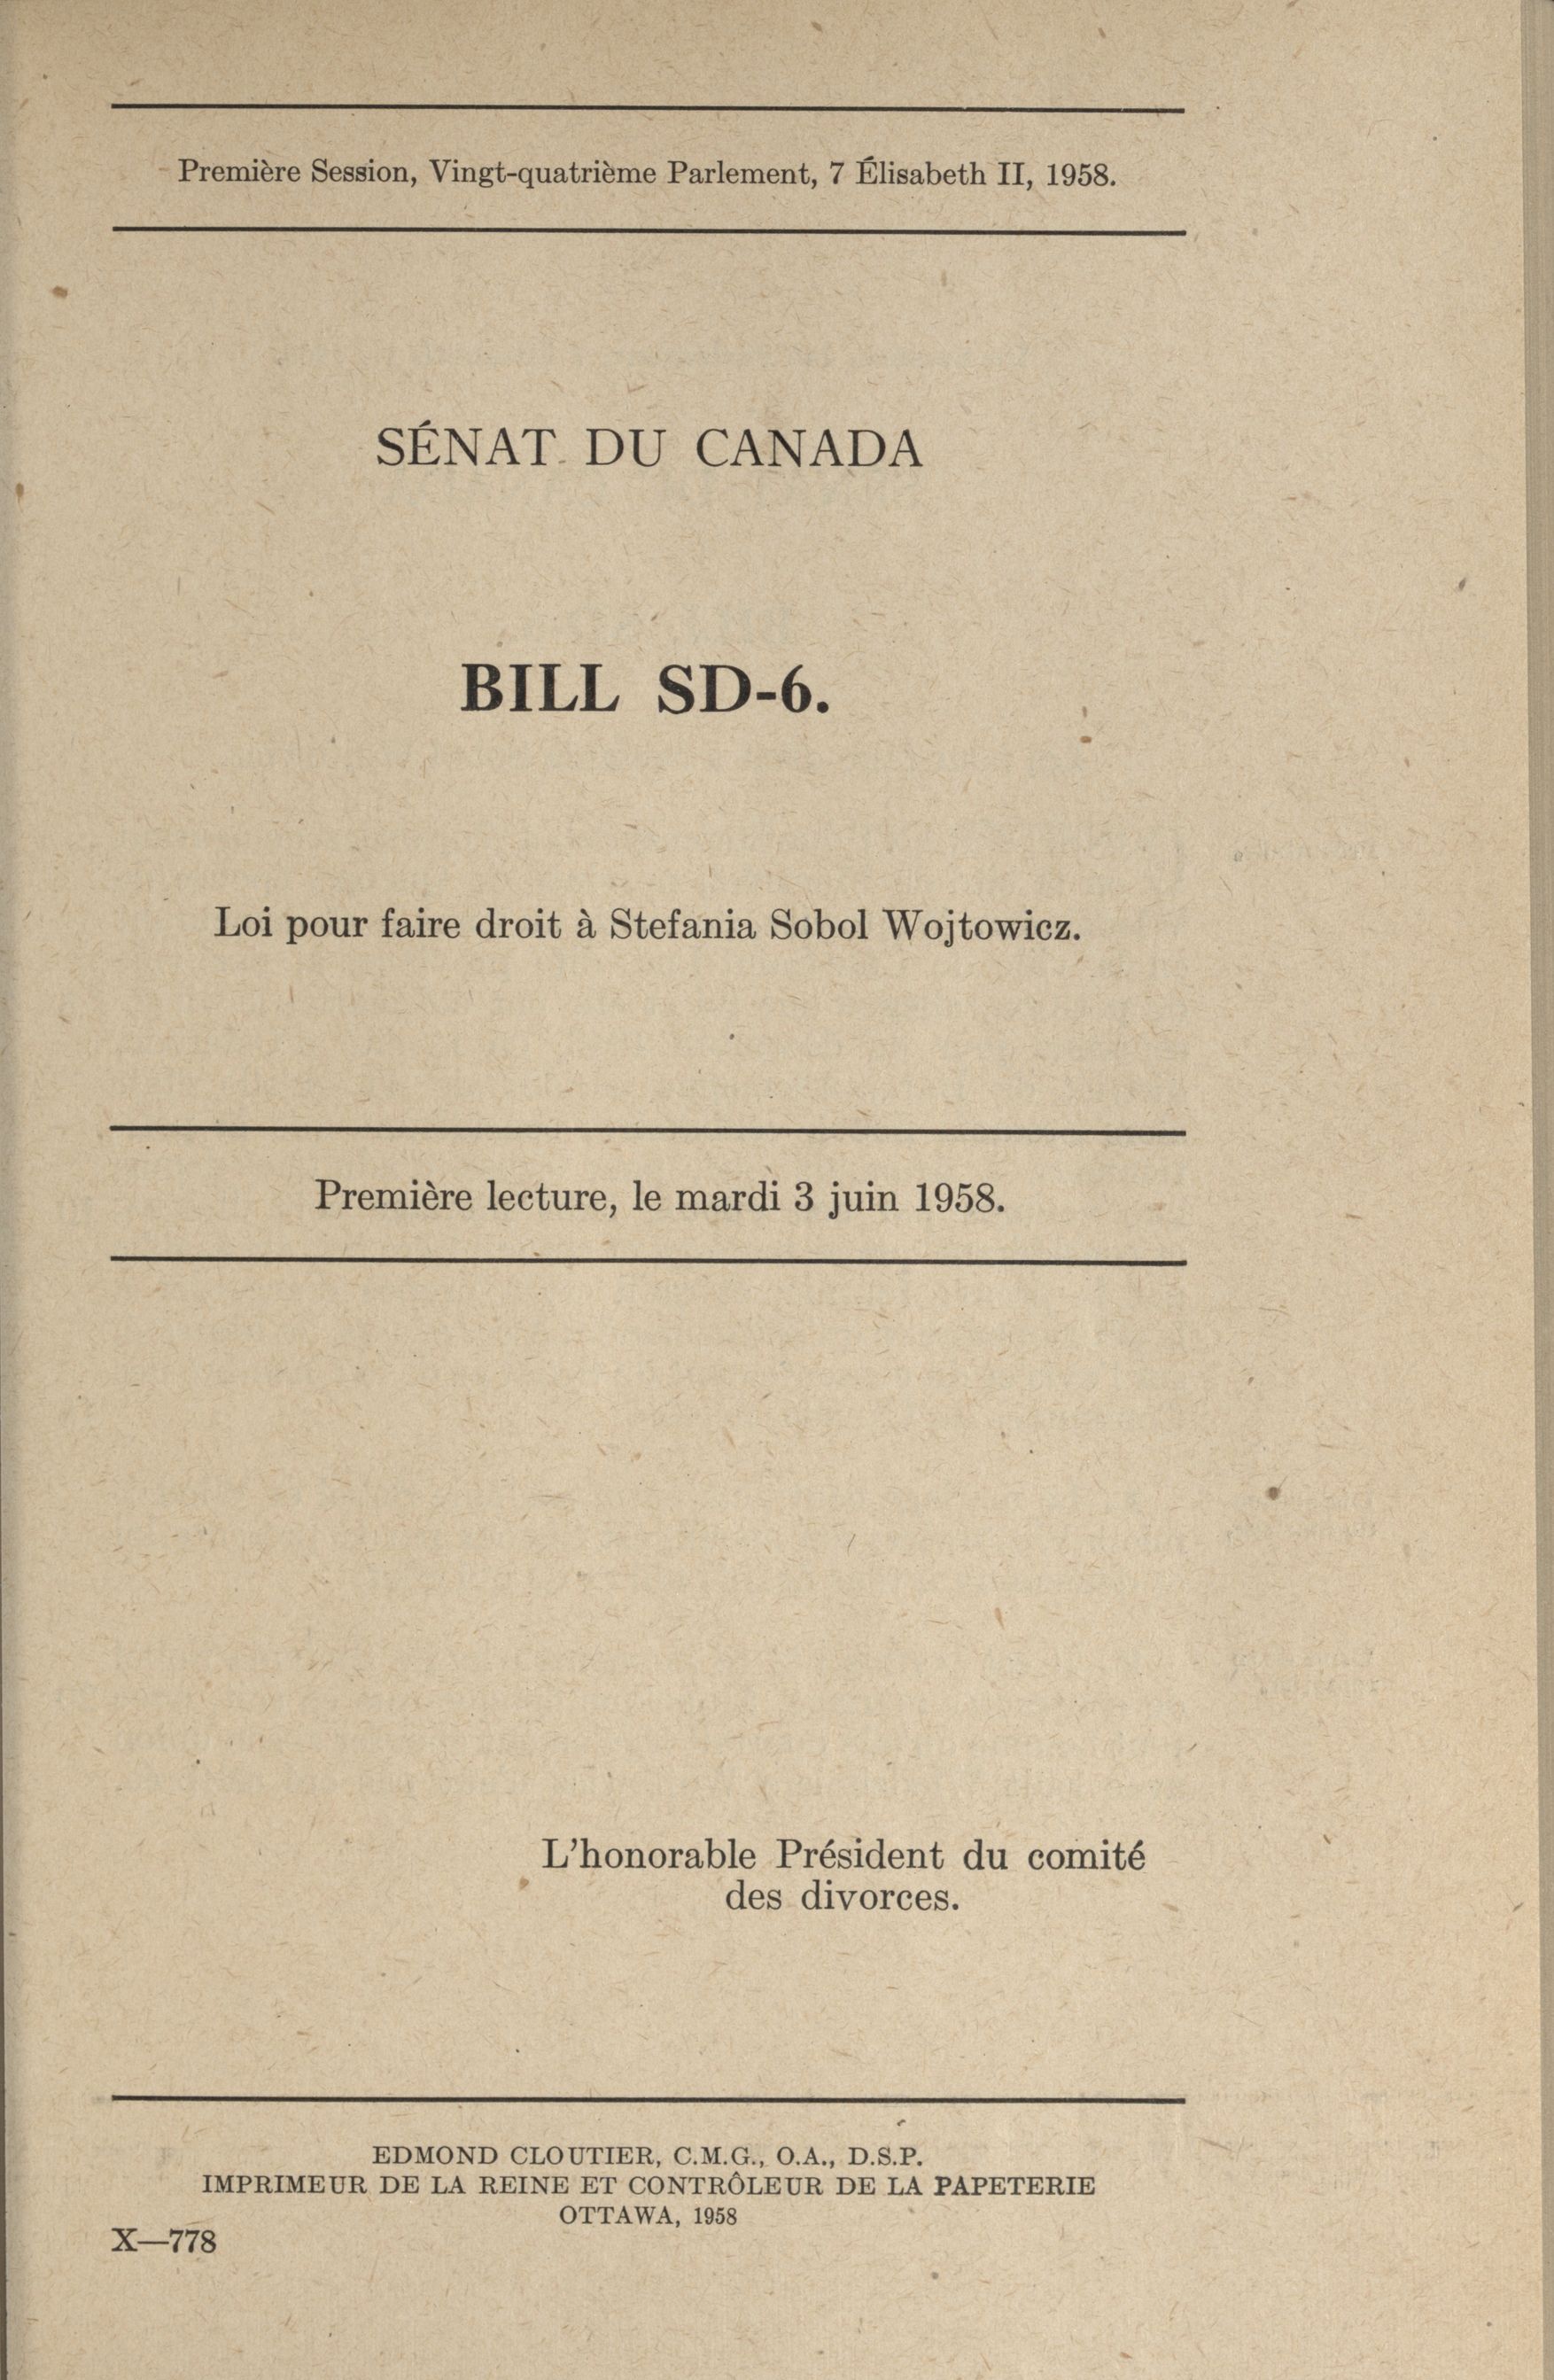 Première Session, Vingt-quatrième Parlement, 7 Élisabeth II, 1958.
SÉNAT DU CANADA
BILL SD-6.
Loi pour faire droit à Stefania Sobol Wojtowicz.
Première lecture, le mardi 3 juin 1958.
L'honorable Président du comité
des divorces.
EDMOND CLOUTIER, C.M.G., O.A., D.S.P.
IMPRIMEUR DE LA REINE ET CONTRÔLEUR DE LA PAPETERIE
OTTAWA, 1958
X—778